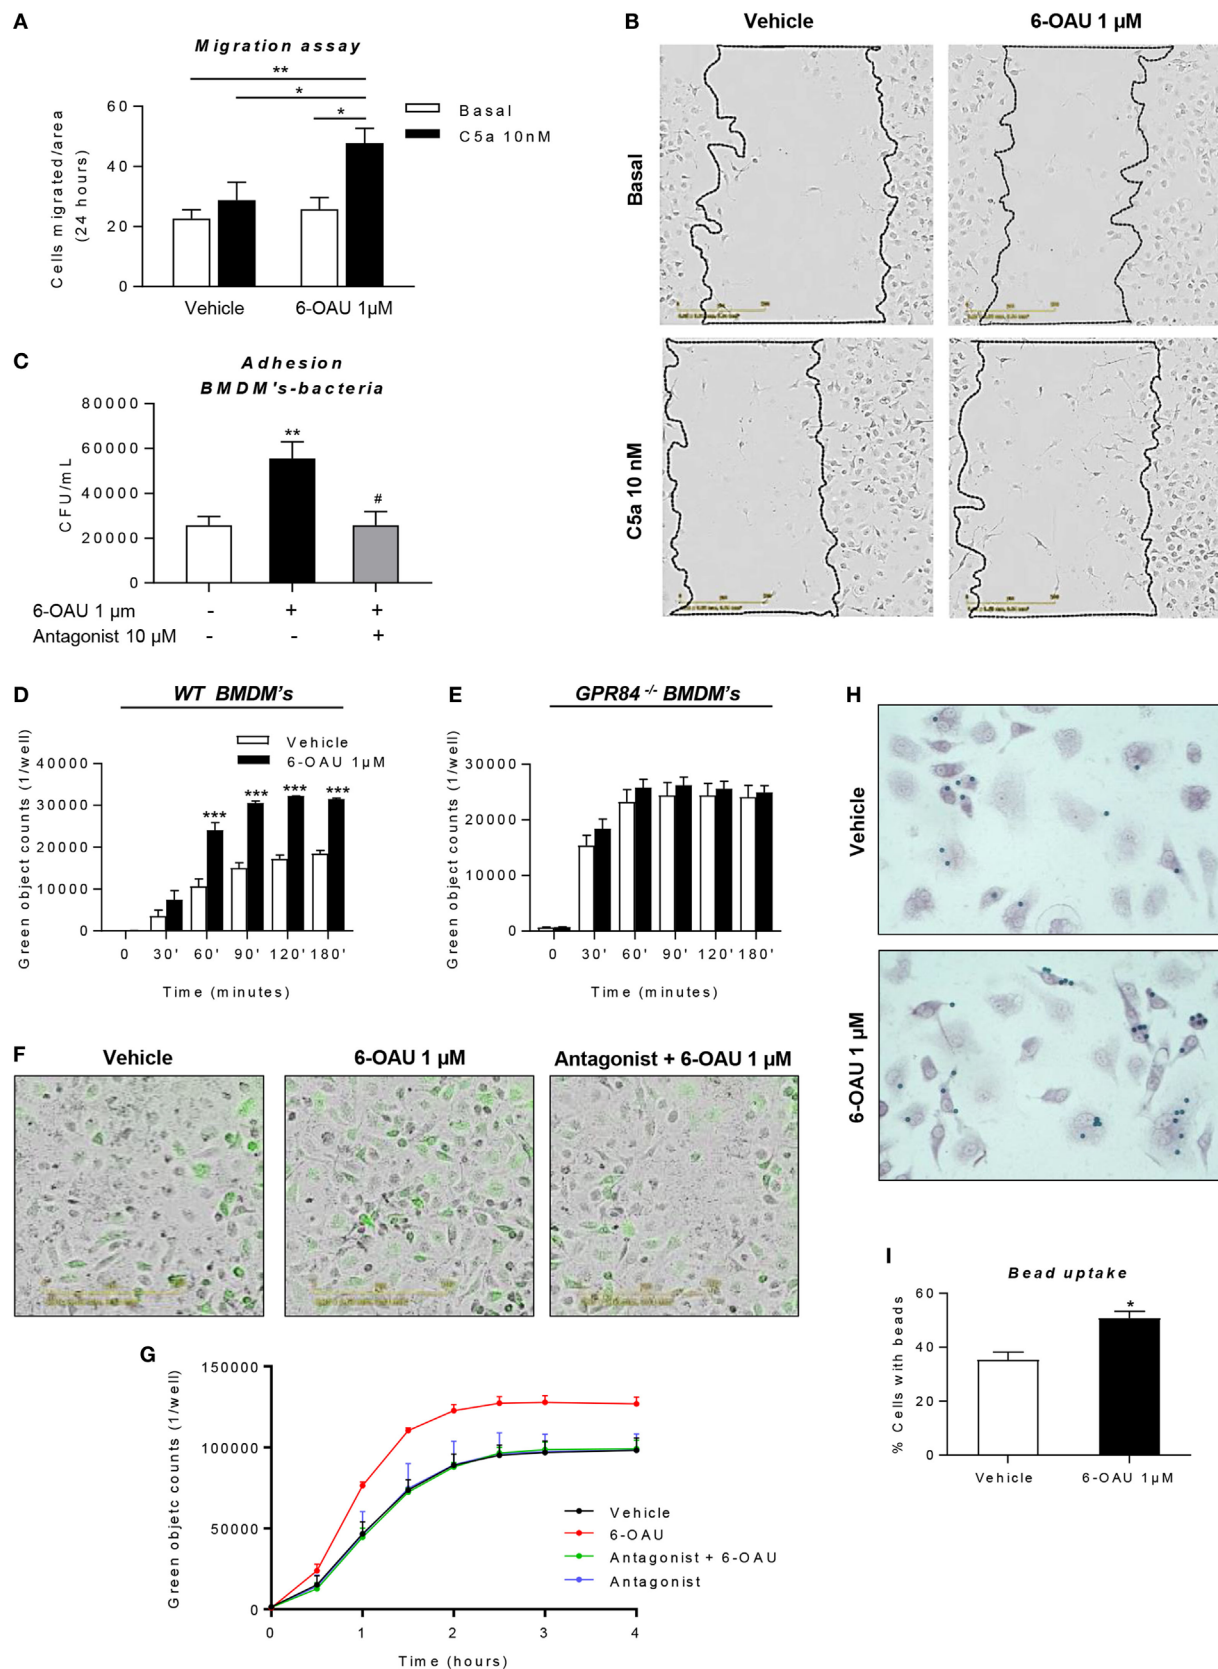 A
Migration assay
**
*
*
Basal
C5a 10nM
Cells migrated/area
(24 hours)
60
40
20
0
Vehicle
6-OAU 1µM
B
Vehicle
6-OAU 1 µM
Basal
C5a 10 nM
C
Adhesion
BMDM's-bacteria
CFU/mL
80000
60000
40000
20000
0
**
#
6-OAU 1 µm
-
+
+
Antagonist 10 µM
-
-
+
D
WT BMDM's
Vehicle
6-OAU 1µM
Green object counts (1/well)
40000
30000
20000
10000
0
***
***
***
***
0 30' 60' 90' 120' 180'
Time (minutes)
E
GPR84 -/- BMDM's
Green object counts (1/well)
30000
20000
10000
0
0 30' 60' 90' 120' 180'
Time (minutes)
H
Vehicle
6-OAU 1 µM
F
Vehicle
6-OAU 1 µM
Antagonist + 6-OAU 1 µM
G
Green objetc counts (1/well)
150000
100000
50000
0
0 1 2 3 4
Time (hours)
Vehicle
6-OAU
Antagonist + 6-OAU
Antagonist
I
Bead uptake
% Cells with beads
60
40
20
0
*
Vehicle
6-OAU 1µM